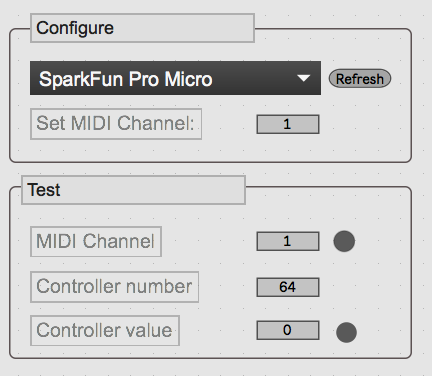 Configure
SparkFun Pro Micro
Refresh
Set MIDI Channel:
1
Test
MIDI Channel
1
Controller number
64
Controller value
0